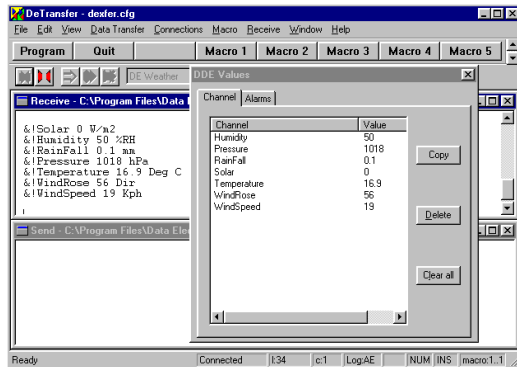 DeTransfer - dexfer.cfg
File Edit View Data Transfer Connections Macro Receive Window Help
Program Quit Macro 1 Macro 2 Macro 3 Macro 4 Macro 5
DE Weather
DDE Values
Channel Alarms
Receive - C:\Program Files\Data
&!Solar 0 W/m2
&!Humidity 50 %RH
&!RainFall 0.1 mm
&!Pressure 1018 hPa
&!Temperature 16.9 Deg C
&!WindRose 56 Dir
&!WindSpeed 19 Kph
Channel Value
Humidity 50
Pressure 1018
RainFall 0.1
Solar 0
Temperature 16.9
WindRose 56
WindSpeed 19
Copy
Delete
Clear all
Send - C:\Program Files\Data Ele
Ready Connected I:34 c:1 Log:AE NUM INS macro:1..1